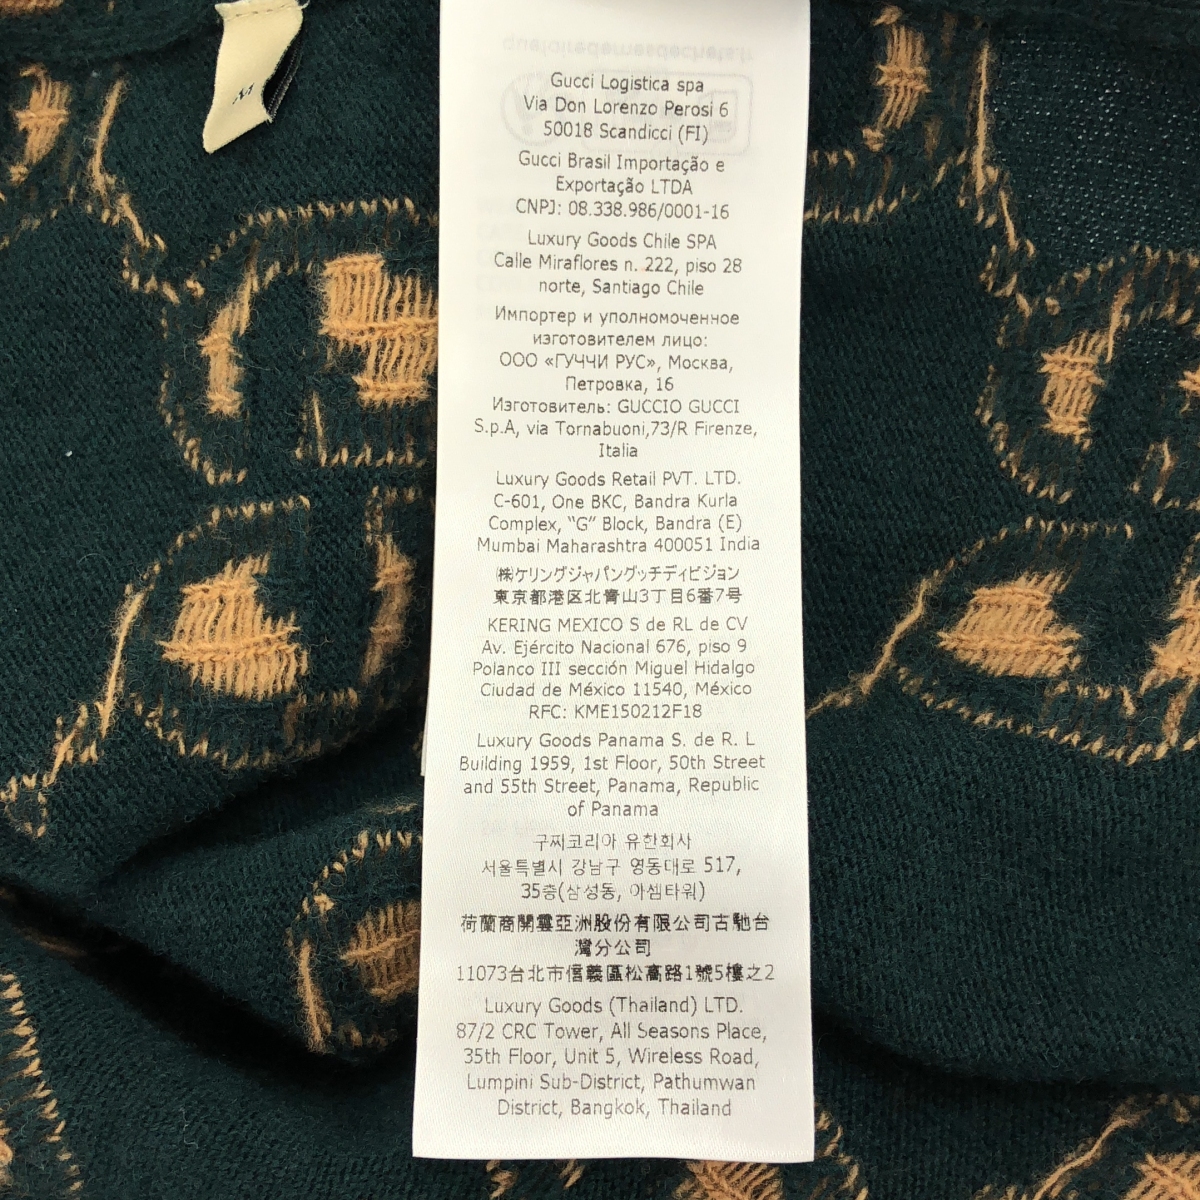 M
Gucci Logistica spa
Via Don Lorenzo Perosi 6
50018 Scandicci (FI)
Gucci Brasil Importação e
Exportação LTDA
CNPJ: 08.338.986/0001-16
Luxury Goods Chile SPA
Calle Miraflores n. 222, piso 28
norte, Santiago Chile
Импортер и уполномоченное
изготовителем лицо:
ООО «ГУЧЧИ РУС», Москва,
Петровка, 16
Изготовитель: GUCCIO GUCCI
S.p.A, via Tornabuoni,73/R Firenze,
Italia
Luxury Goods Retail PVT. LTD.
C-601, One BKC, Bandra Kurla
Complex, “G” Block, Bandra (E)
Mumbai Maharashtra 400051 India
㈱ケリングジャパングッチディビジョン
東京都港区北青山3丁目6番7号
KERING MEXICO S de RL de CV
Av. Ejército Nacional 676, piso 9
Polanco III sección Miguel Hidalgo
Ciudad de México 11540, México
RFC: KME150212F18
Luxury Goods Panama S. de R. L
Building 1959, 1st Floor, 50th Street
and 55th Street, Panama, Republic
of Panama
구찌코리아 유한회사
서울특별시 강남구 영동대로 517,
35층(삼성동, 아셈타워)
荷蘭商開雲亞洲股份有限公司古馳台
灣分公司
11073台北市信義區松高路1號5樓之2
Luxury Goods (Thailand) LTD.
87/2 CRC Tower, All Seasons Place,
35th Floor, Unit 5, Wireless Road,
Lumpini Sub-District, Pathumwan
District, Bangkok, Thailand